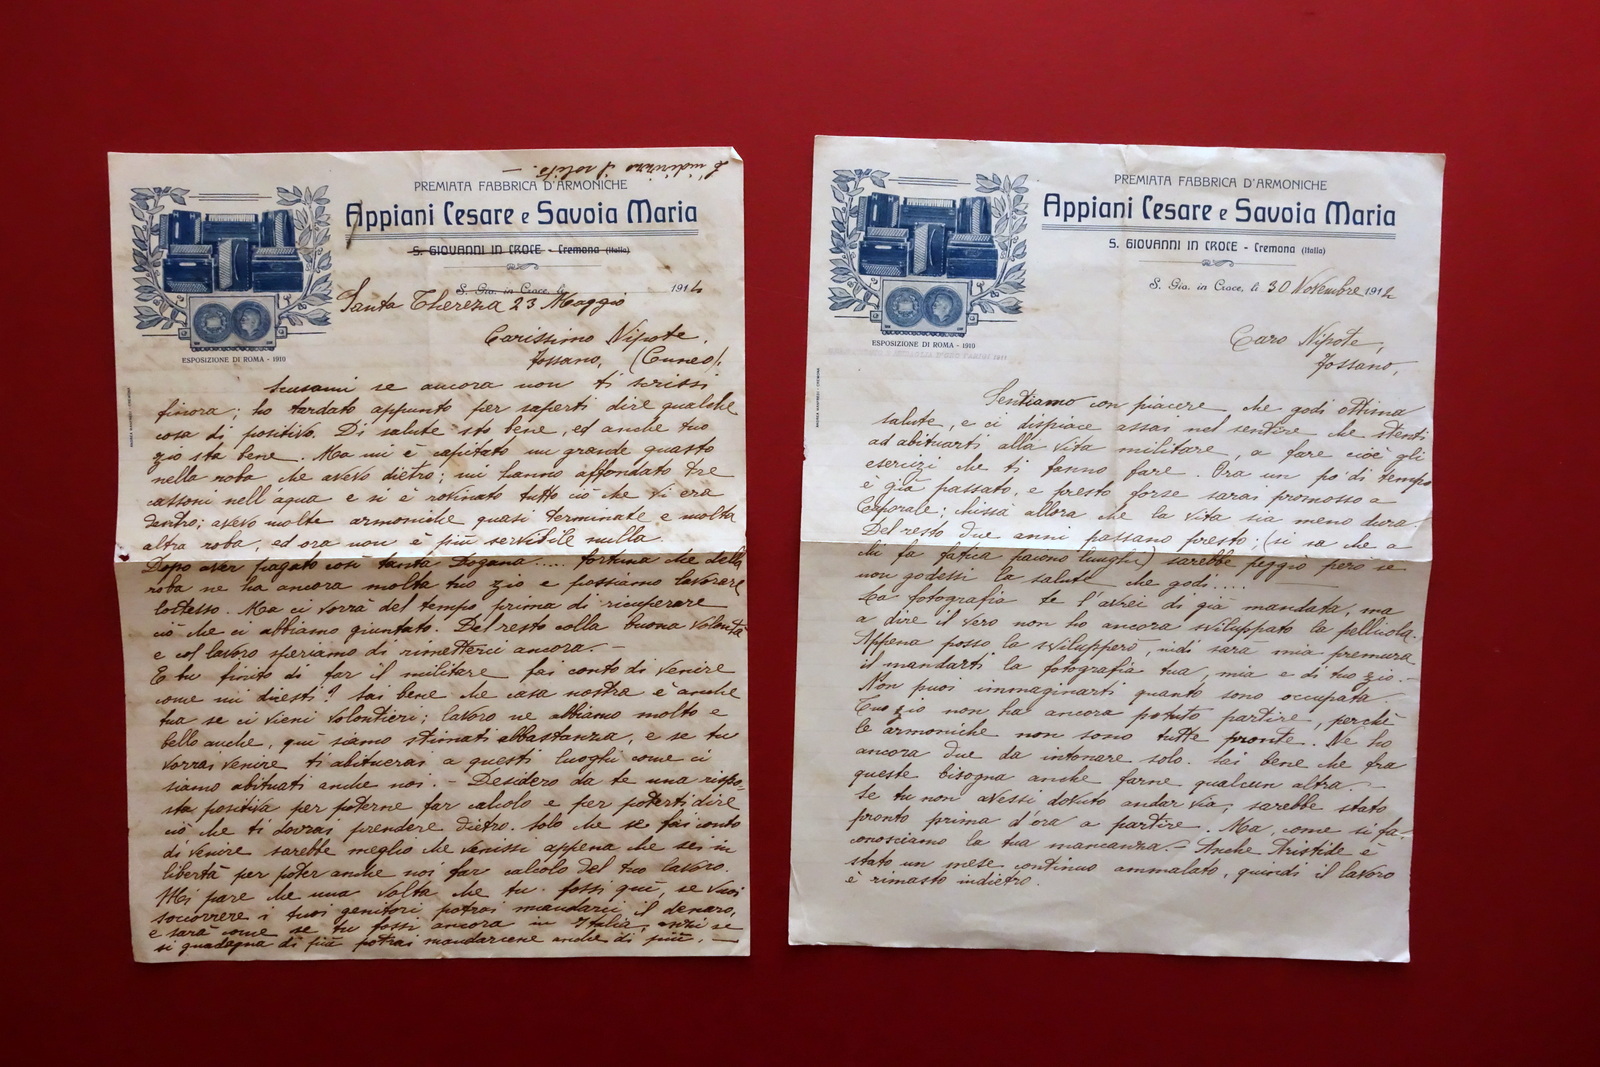 L'indirizzo il solito. —
PREMIATA FABBRICA D'ARMONICHE
Appiani Cesare e Savoia Maria
S. GIOVANNI IN CROCE - Cremona (Italia)
S. Gio. in Croce, li 191
Santa Thereza 23 Maggio
ESPOSIZIONE DI ROMA - 1910
Carissimo Nipote,
Fossano, (Cuneo).
Scusami se ancora non ti scrissi
finora; ho tardato appunto per saperti dire qualche
cosa di positivo. Di salute sto bene, ed anche tuo
zio sta bene. Ma mi è capitato un grande guasto
nella roba che avevo dietro; mi hanno affondato tre
cassoni nell'acqua e si è rotinato tutto ciò che vi era
dentro; avevo molte armoniche quasi terminate e molta
altra roba, ed ora non è più servibile nulla.
Dopo aver pagato così tanta Dogana..... fortuna che della
roba ne ha ancora molta tuo zio e possiamo lavorare
lostesso. Ma ci vorrà del tempo prima di ricuperare
ciò che ci abbiamo giuntato. Del resto colla buona volontà
e col lavoro speriamo di rimetterci ancora. —
E tu finito di far il militare fai conto di venire
come mi dicesti? Sai bene che casa nostra è anche
tua se ci vieni volontieri; lavoro ne abbiamo molto e
bello anche, quì siamo stimati abbastanza, e se tu
vorrai venire ti abituerai a questi luoghi come ci
siamo abituati anche noi. — Desidero da te una rispo-
sta positiva per poterne far calcolo e per poterti dire
ciò che ti dovrai prendere dietro. Solo che se fai conto
di venire sarebbe meglio che venissi appena che sei in
libertà per poter anche noi far calcolo del tuo lavoro.
Mi pare che una volta che tu fossi quì, se vuoi
soccorrere i tuoi genitori potrai mandarci il denaro,
e sarà come se tu fossi ancora in Italia, anzi se
si guadagna di più potrai mandarcene anche di più. —
PREMIATA FABBRICA D'ARMONICHE
Appiani Cesare e Savoia Maria
S. GIOVANNI IN CROCE - Cremona (Italia)
S. Gio. in Croce, li 30 Novembre 191
ESPOSIZIONE DI ROMA - 1910
Caro Nipote,
Fossano,
Sentiamo con piacere, che godi ottima
salute, e ci dispiace assai nel sentire che stenti
ad abituarti alla vita militare, a fare cioè gli
esercizi che ti fanno fare. Ora un po' di tempo
è già passato, e presto forse sarai promosso a
Caporale; chissà allora che la vita sia meno dura.
Del resto due anni passano presto; (si sa che a
chi fa fatica paiono lunghi) sarebbe peggio però se
non godessi la salute che godi....
La fotografia te l'avrei di già mandata, ma
a dire il vero non ho ancora sviluppato la pellicola.
Appena posso la svilupperò, indi sarà mia premura
il mandarti la fotografia tua, mia e di tuo zio. —
Non puoi immaginarti quanto sono occupata.
Tuo zio non ha ancora potuto partire, perchè
le armoniche non sono tutte pronte. Ne ho
ancora due da intonare solo. Sai bene che fra
queste bisogna anche farne qualcun altra. —
Se tu non avessi dovuto andar via, sarebbe stato
pronto prima d'ora a partire. Ma, come si fa-
conosciamo la tua mancanza. — Anche Aristide è
stato un mese continuo ammalato, quindi il lavoro
è rimasto indietro.